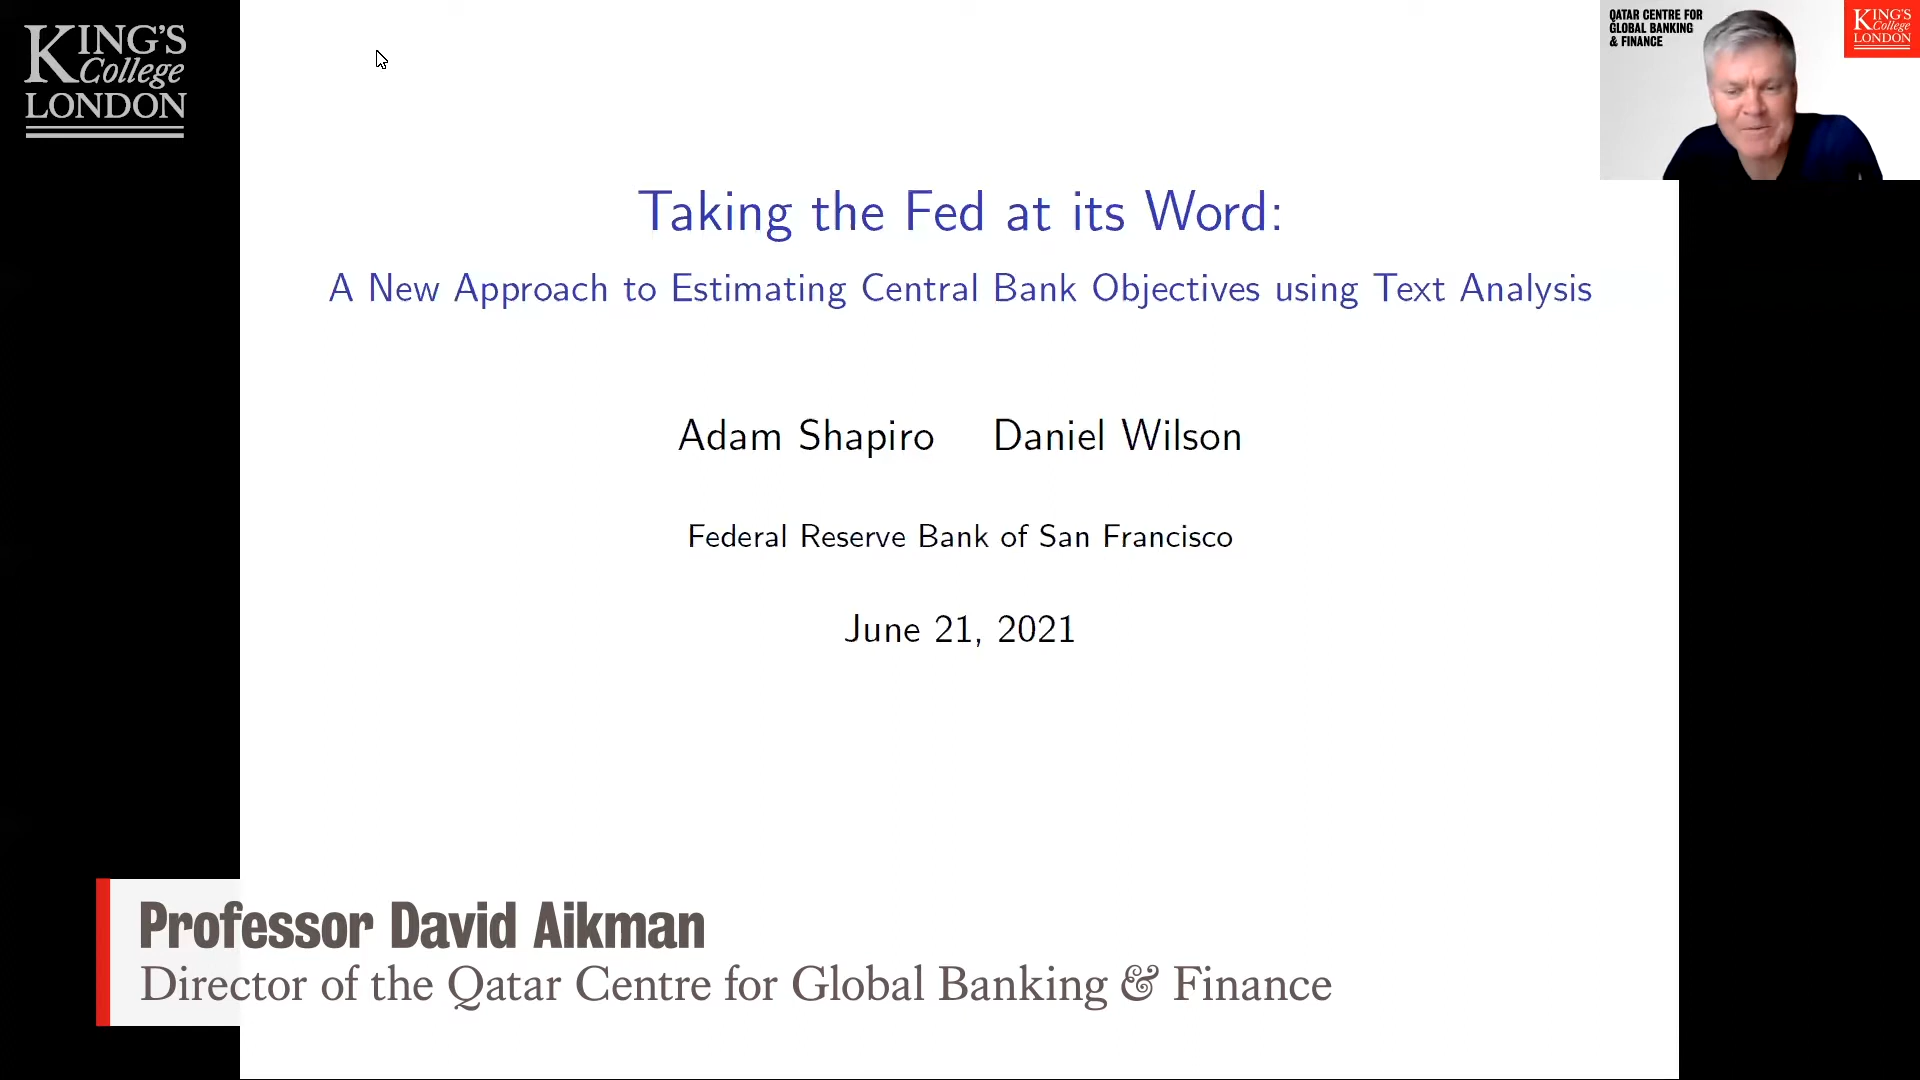 KING'S
College
LONDON
QATAR CENTRE FOR
GLOBAL BANKING
& FINANCE
KING'S
College
LONDON
Taking the Fed at its Word:
A New Approach to Estimating Central Bank Objectives using Text Analysis
Adam Shapiro Daniel Wilson
Federal Reserve Bank of San Francisco
June 21, 2021
Professor David Aikman
Director of the Qatar Centre for Global Banking & Finance